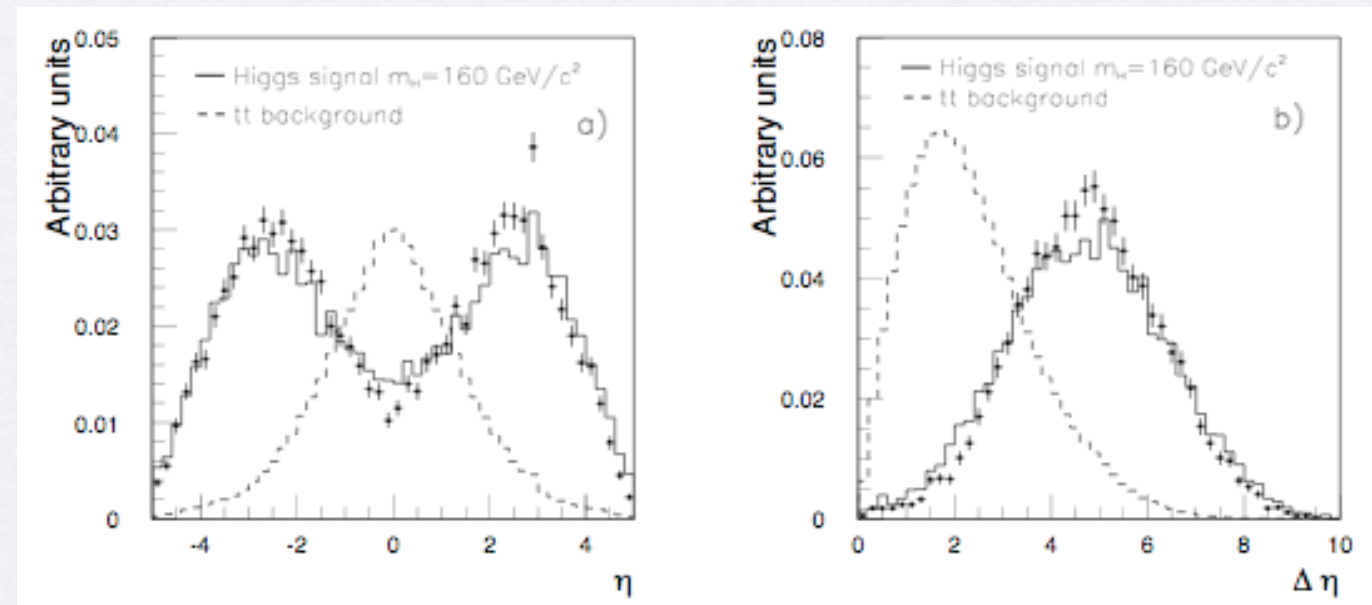 0.05
0.04
0.03
0.02
0.01
0
Arbitrary units
Higgs signal mH=160 GeV/c²
tt background
a)
-4 -2 0 2 4
η
0.08
0.06
0.04
0.02
0
Arbitrary units
Higgs signal mH=160 GeV/c²
tt background
b)
0 2 4 6 8 10
Δ η